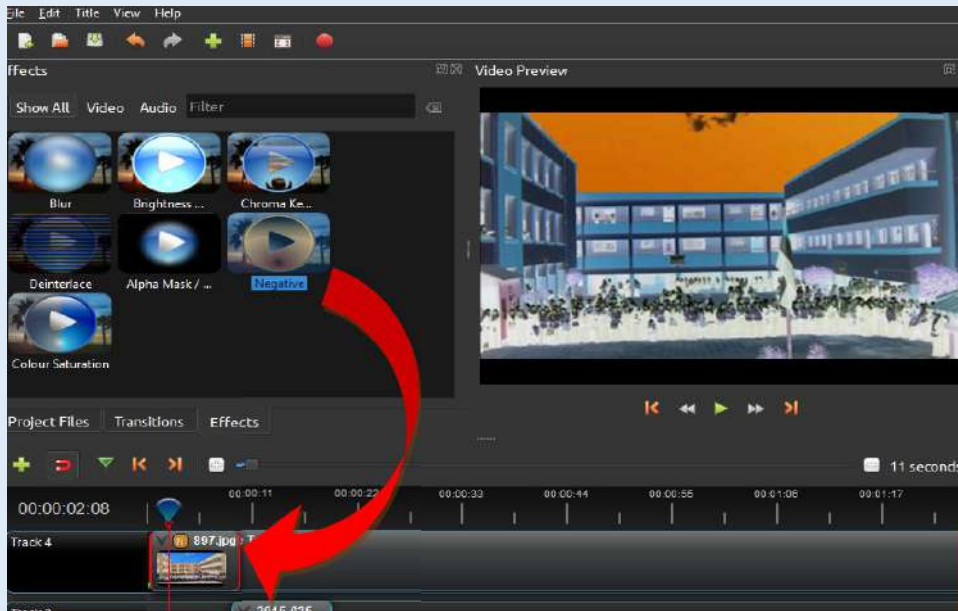 File Edit Title View Help
ffects
Video Preview
Show All Video Audio Filter
Blur
Brightness ...
Chroma Ke...
Deinterlace
Alpha Mask / ...
Negative
Colour Saturation
Project Files Transitions Effects
11 seconds
00:00:02:08
00:00:11
00:00:22
00:00:33
00:00:44
00:00:55
00:01:06
00:01:17
Track 4
897.jpg